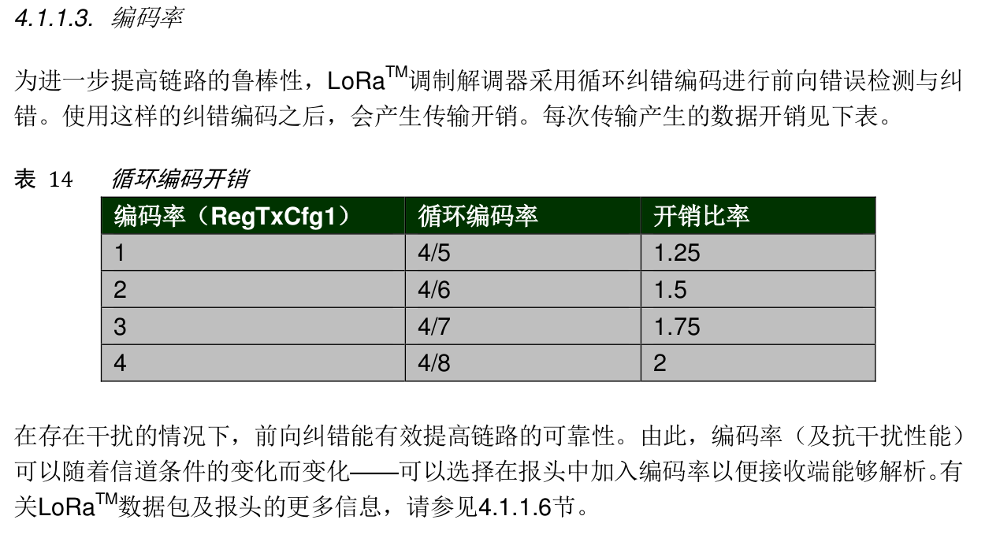 4.1.1.3. 编码率
为进一步提高链路的鲁棒性，LoRa™调制解调器采用循环纠错编码进行前向错误检测与纠
错。使用这样的纠错编码之后，会产生传输开销。每次传输产生的数据开销见下表。
表 14 循环编码开销
编码率（RegTxCfg1） 循环编码率 开销比率
1 4/5 1.25
2 4/6 1.5
3 4/7 1.75
4 4/8 2
在存在干扰的情况下，前向纠错能有效提高链路的可靠性。由此，编码率（及抗干扰性能）
可以随着信道条件的变化而变化——可以选择在报头中加入编码率以便接收端能够解析。有
关LoRa™数据包及报头的更多信息，请参见4.1.1.6节。